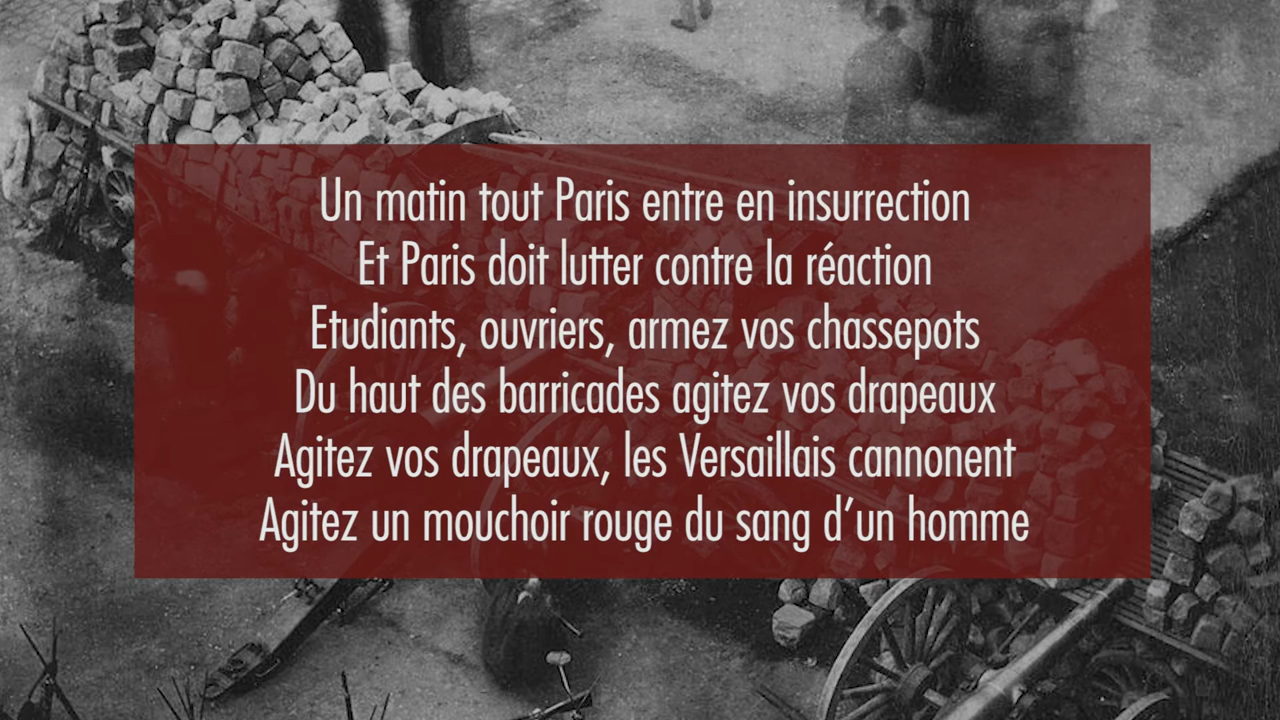 Un matin tout Paris entre en insurrection
Et Paris doit lutter contre la réaction
Etudiants, ouvriers, armez vos chassepots
Du haut des barricades agitez vos drapeaux
Agitez vos drapeaux, les Versaillais cannonent
Agitez un mouchoir rouge du sang d’un homme